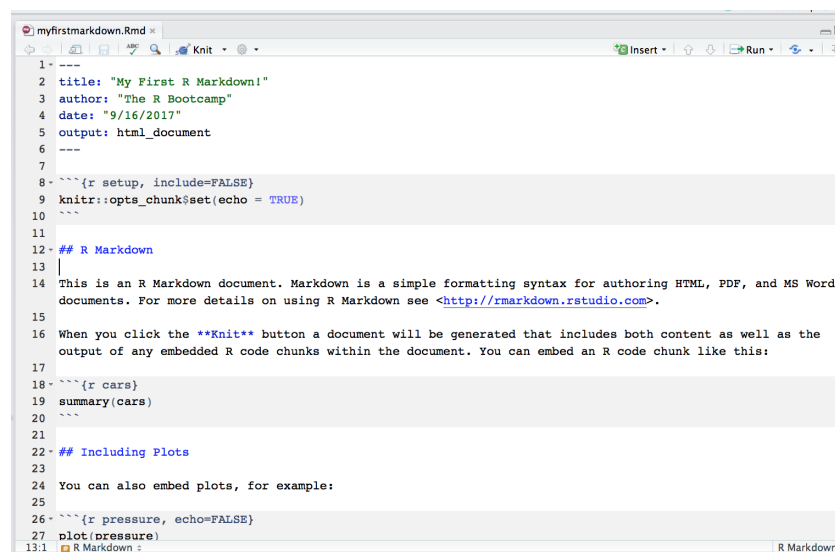 myfirstmarkdown.Rmd ×
ABC Knit Insert Run
1 ---
2 title: "My First R Markdown!"
3 author: "The R Bootcamp"
4 date: "9/16/2017"
5 output: html_document
6 ---
7
8 ```{r setup, include=FALSE}
9 knitr::opts_chunk$set(echo = TRUE)
10 ```
11
12 ## R Markdown
13
14 This is an R Markdown document. Markdown is a simple formatting syntax for authoring HTML, PDF, and MS Word
documents. For more details on using R Markdown see <http://rmarkdown.rstudio.com>.
15
16 When you click the **Knit** button a document will be generated that includes both content as well as the
output of any embedded R code chunks within the document. You can embed an R code chunk like this:
17
18 ```{r cars}
19 summary(cars)
20 ```
21
22 ## Including Plots
23
24 You can also embed plots, for example:
25
26 ```{r pressure, echo=FALSE}
27 plot(pressure)
13:1 R Markdown R Markdown